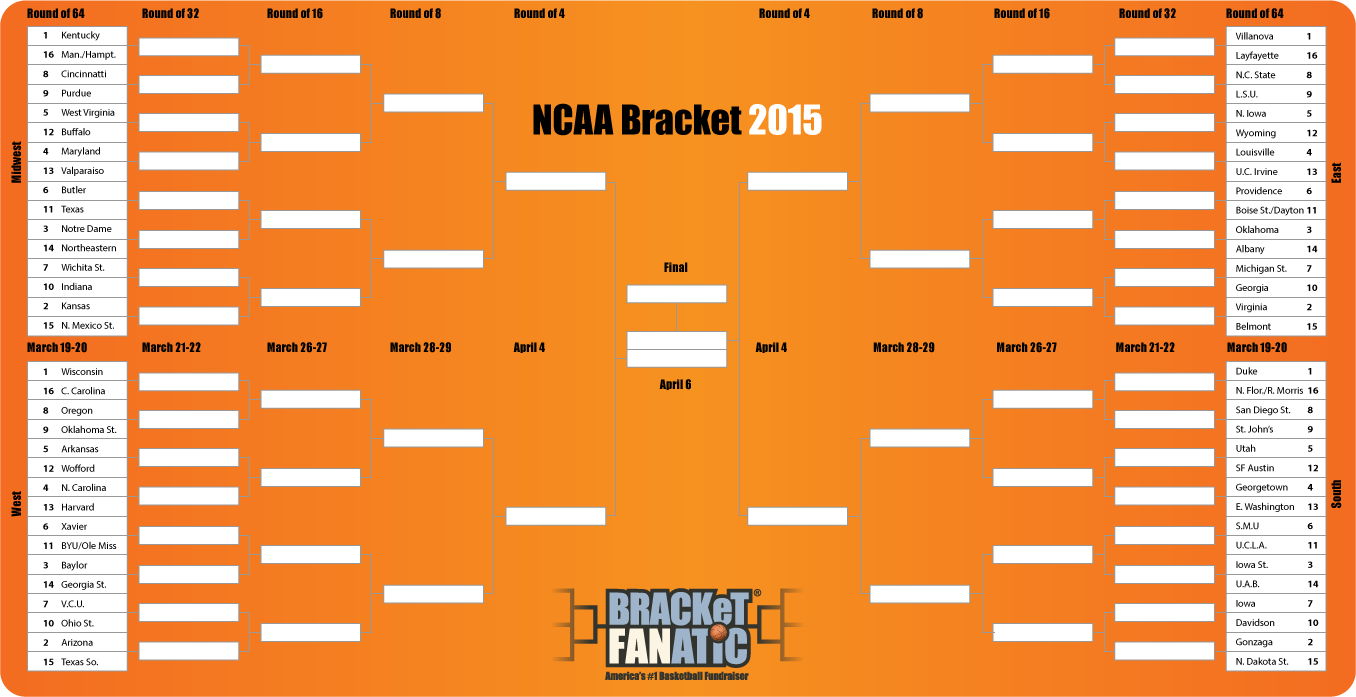 Round of 64 Round of 32 Round of 16 Round of 8 Round of 4 Round of 4 Round of 8 Round of 16 Round of 32 Round of 64
NCAA Bracket 2015
Midwest
1 Kentucky
16 Man./Hampt.
8 Cincinnatti
9 Purdue
5 West Virginia
12 Buffalo
4 Maryland
13 Valparaiso
6 Butler
11 Texas
3 Notre Dame
14 Northeastern
7 Wichita St.
10 Indiana
2 Kansas
15 N. Mexico St.
East
Villanova 1
Layfayette 16
N.C. State 8
L.S.U. 9
N. Iowa 5
Wyoming 12
Louisville 4
U.C. Irvine 13
Providence 6
Boise St./Dayton 11
Oklahoma 3
Albany 14
Michigan St. 7
Georgia 10
Virginia 2
Belmont 15
Final
March 19-20 March 21-22 March 26-27 March 28-29 April 4 April 4 March 28-29 March 26-27 March 21-22 March 19-20
April 6
West
1 Wisconsin
16 C. Carolina
8 Oregon
9 Oklahoma St.
5 Arkansas
12 Wofford
4 N. Carolina
13 Harvard
6 Xavier
11 BYU/Ole Miss
3 Baylor
14 Georgia St.
7 V.C.U.
10 Ohio St.
2 Arizona
15 Texas So.
South
Duke 1
N. Flor./R. Morris 16
San Diego St. 8
St. John's 9
Utah 5
SF Austin 12
Georgetown 4
E. Washington 13
S.M.U 6
U.C.L.A. 11
Iowa St. 3
U.A.B. 14
Iowa 7
Davidson 10
Gonzaga 2
N. Dakota St. 15
BRACKeT®
FANATiC
America's #1 Basketball Fundraiser